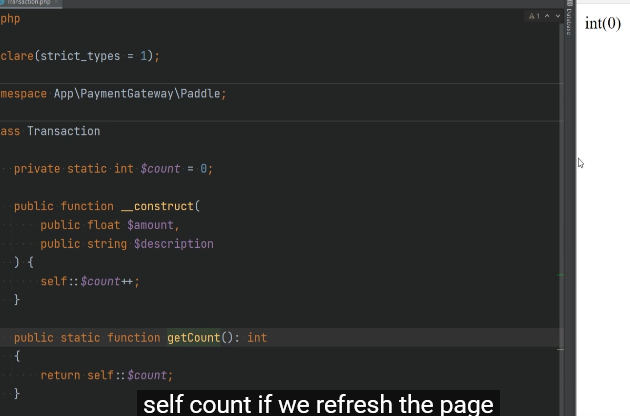 Transaction.php
php
clare(strict_types = 1);
mespace App\PaymentGateway\Paddle;
ass Transaction
private static int $count = 0;
public function __construct(
public float $amount,
public string $description
) {
self::$count++;
}
public static function getCount(): int
{
return self::$count;
}
1
Database
int(0)
self count if we refresh the page